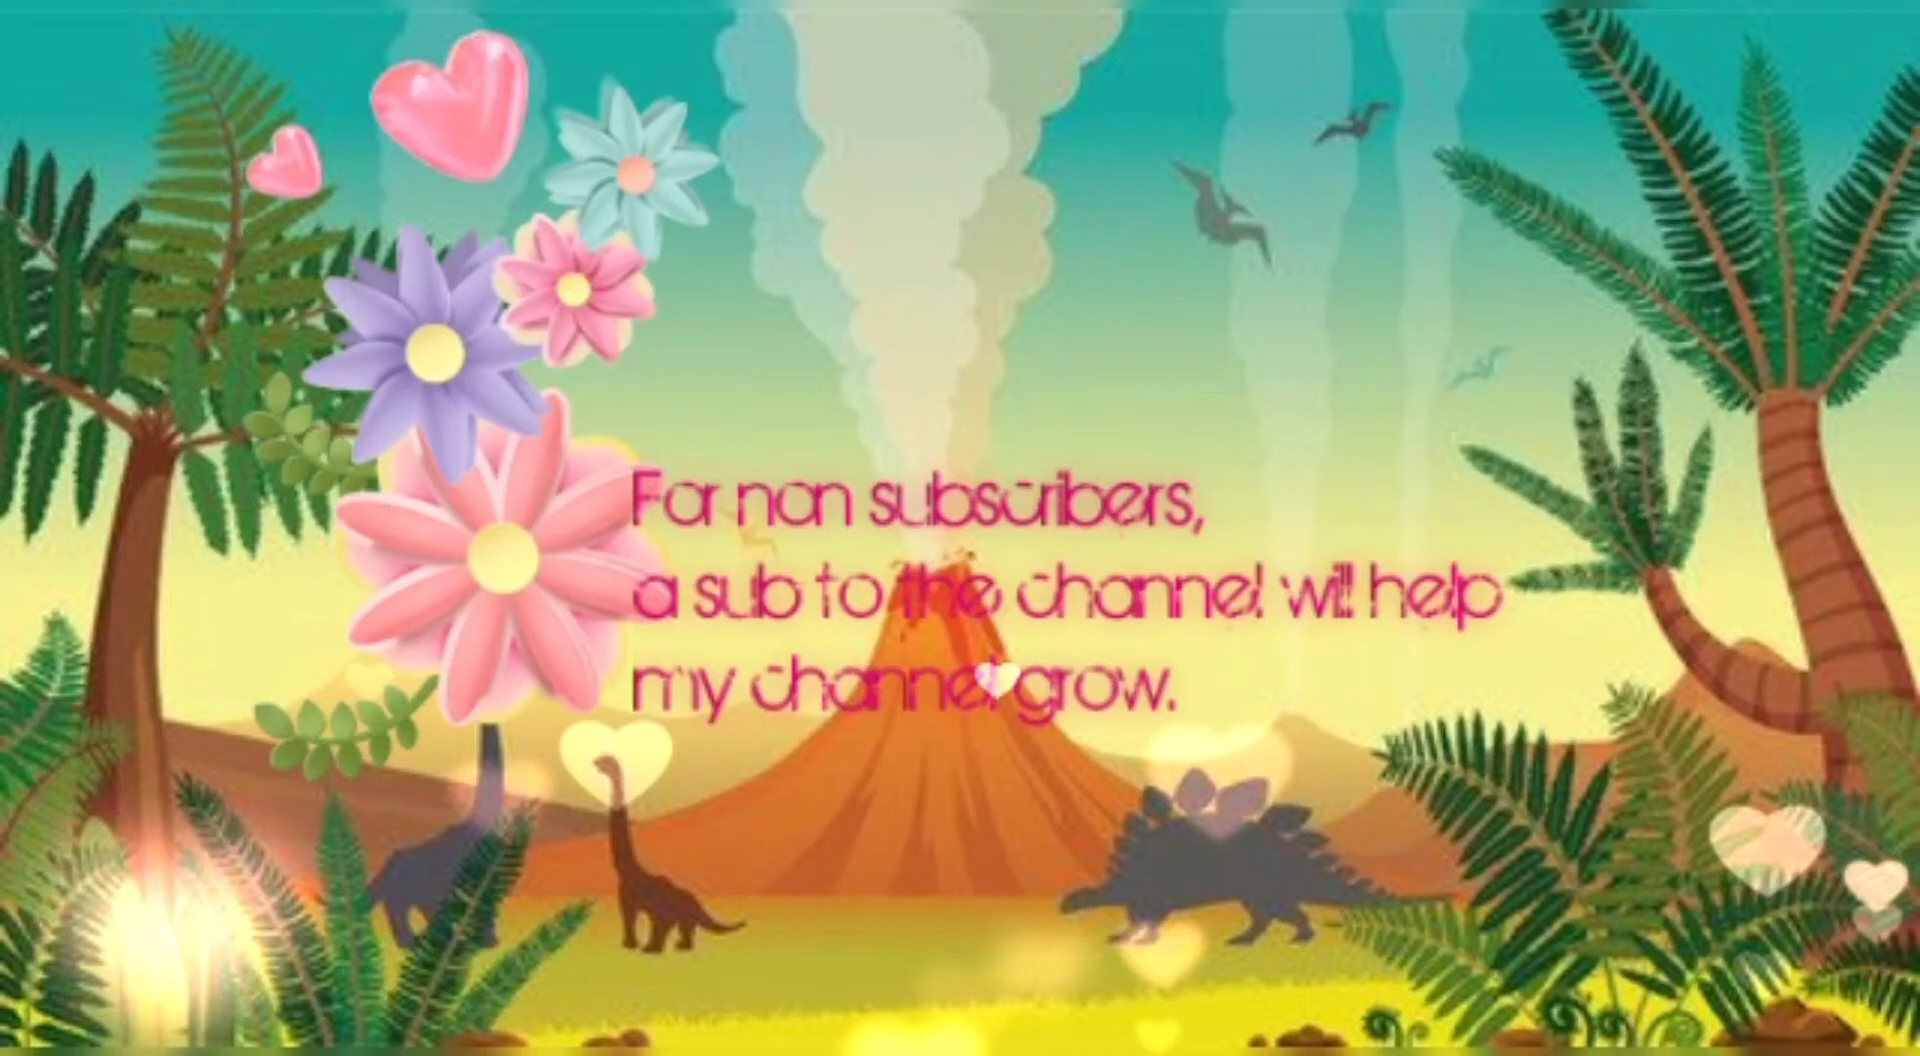 For non subscribers,
a sub to the channel will help
my channel grow.